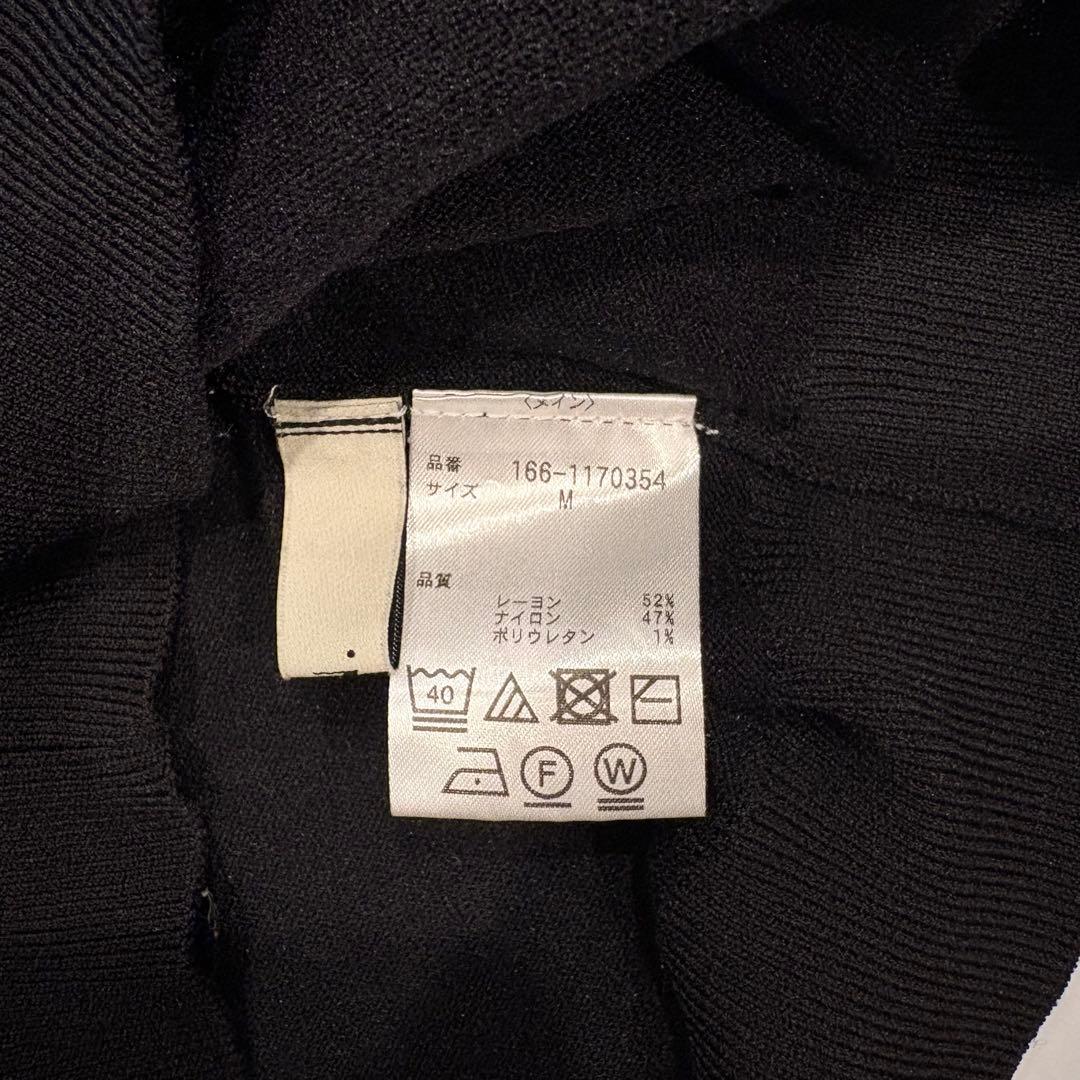 〈メイン〉
品番 166-1170354
サイズ M
品質
レーヨン 52%
ナイロン 47%
ポリウレタン 1%
40
F W